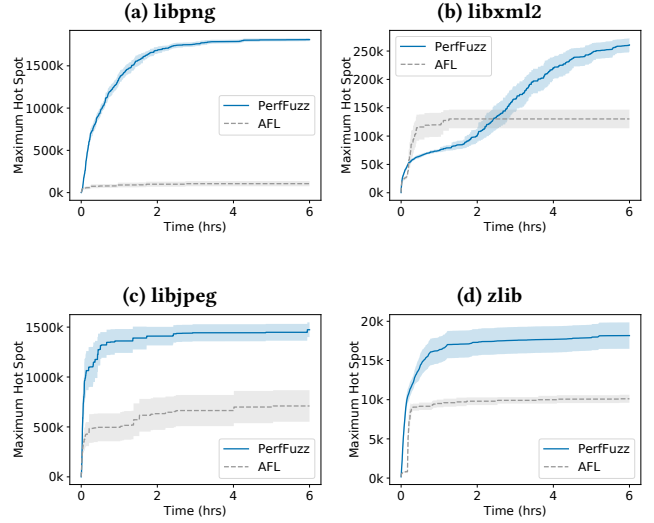 (a) libpng
Maximum Hot Spot
1500k
1000k
500k
0k
PerfFuzz
AFL
0 2 4 6
Time (hrs)
(b) libxml2
Maximum Hot Spot
250k
200k
150k
100k
50k
0k
PerfFuzz
AFL
0 2 4 6
Time (hrs)
(c) libjpeg
Maximum Hot Spot
1500k
1000k
500k
0k
PerfFuzz
AFL
0 2 4 6
Time (hrs)
(d) zlib
Maximum Hot Spot
20k
15k
10k
5k
0k
PerfFuzz
AFL
0 2 4 6
Time (hrs)